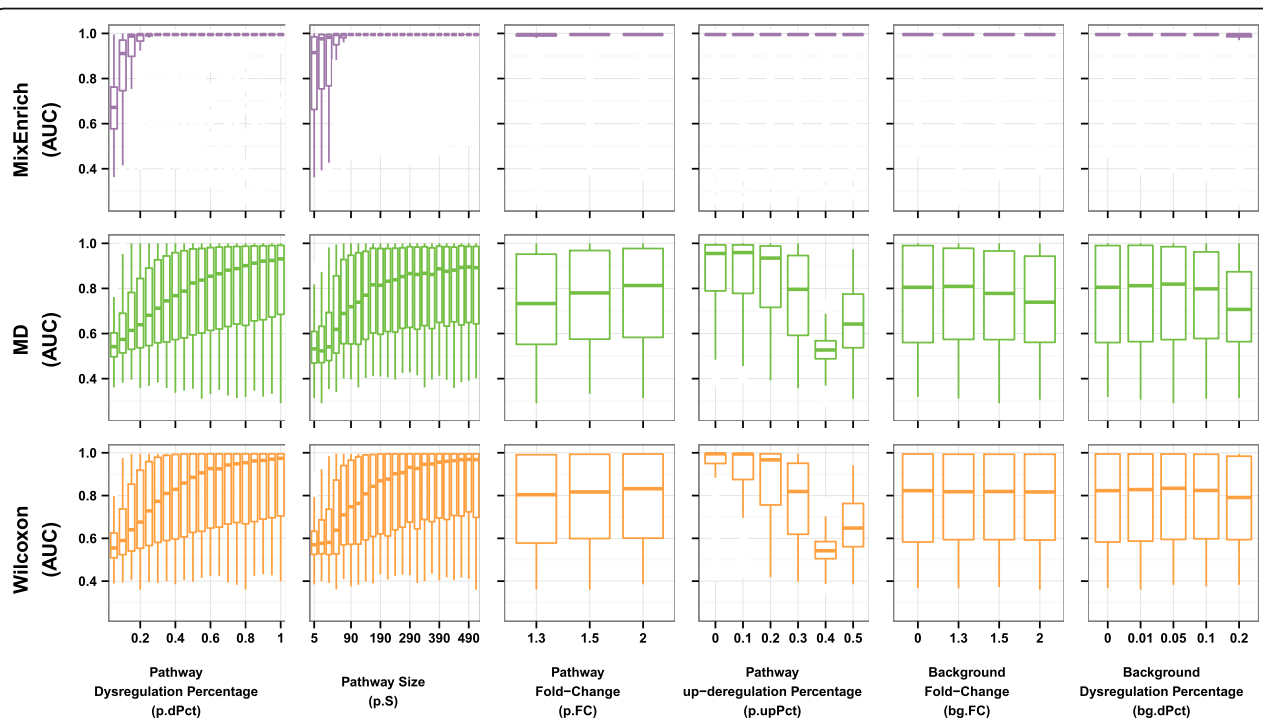 MixEnrich
(AUC)
1.0
0.8
0.6
0.4
MD
(AUC)
1.0
0.8
0.6
0.4
Wilcoxon
(AUC)
1.0
0.8
0.6
0.4
0.2 0.4 0.6 0.8 1
5 90 190 290 390 490
1.3 1.5 2
0 0.1 0.2 0.3 0.4 0.5
0 1.3 1.5 2
0 0.01 0.05 0.1 0.2
Pathway
Dysregulation Percentage
(p.dPct)
Pathway Size
(p.S)
Pathway
Fold−Change
(p.FC)
Pathway
up−deregulation Percentage
(p.upPct)
Background
Fold−Change
(bg.FC)
Background
Dysregulation Percentage
(bg.dPct)